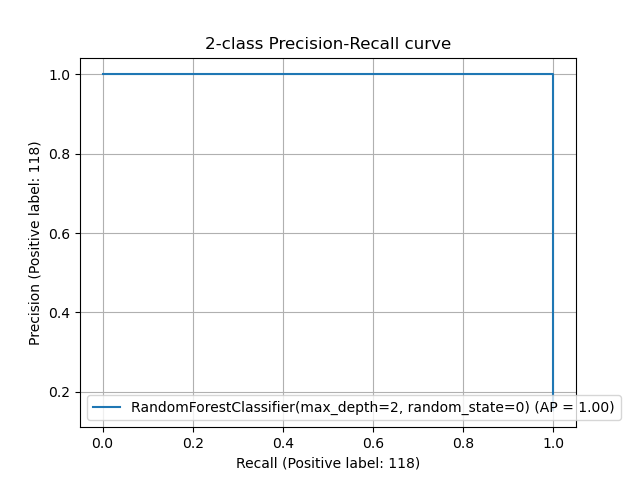 2-class Precision-Recall curve
1.0
0.8
0.6
0.4
0.2
Precision (Positive label: 118)
RandomForestClassifier(max_depth=2, random_state=0) (AP = 1.00)
0.0 0.2 0.4 0.6 0.8 1.0
Recall (Positive label: 118)